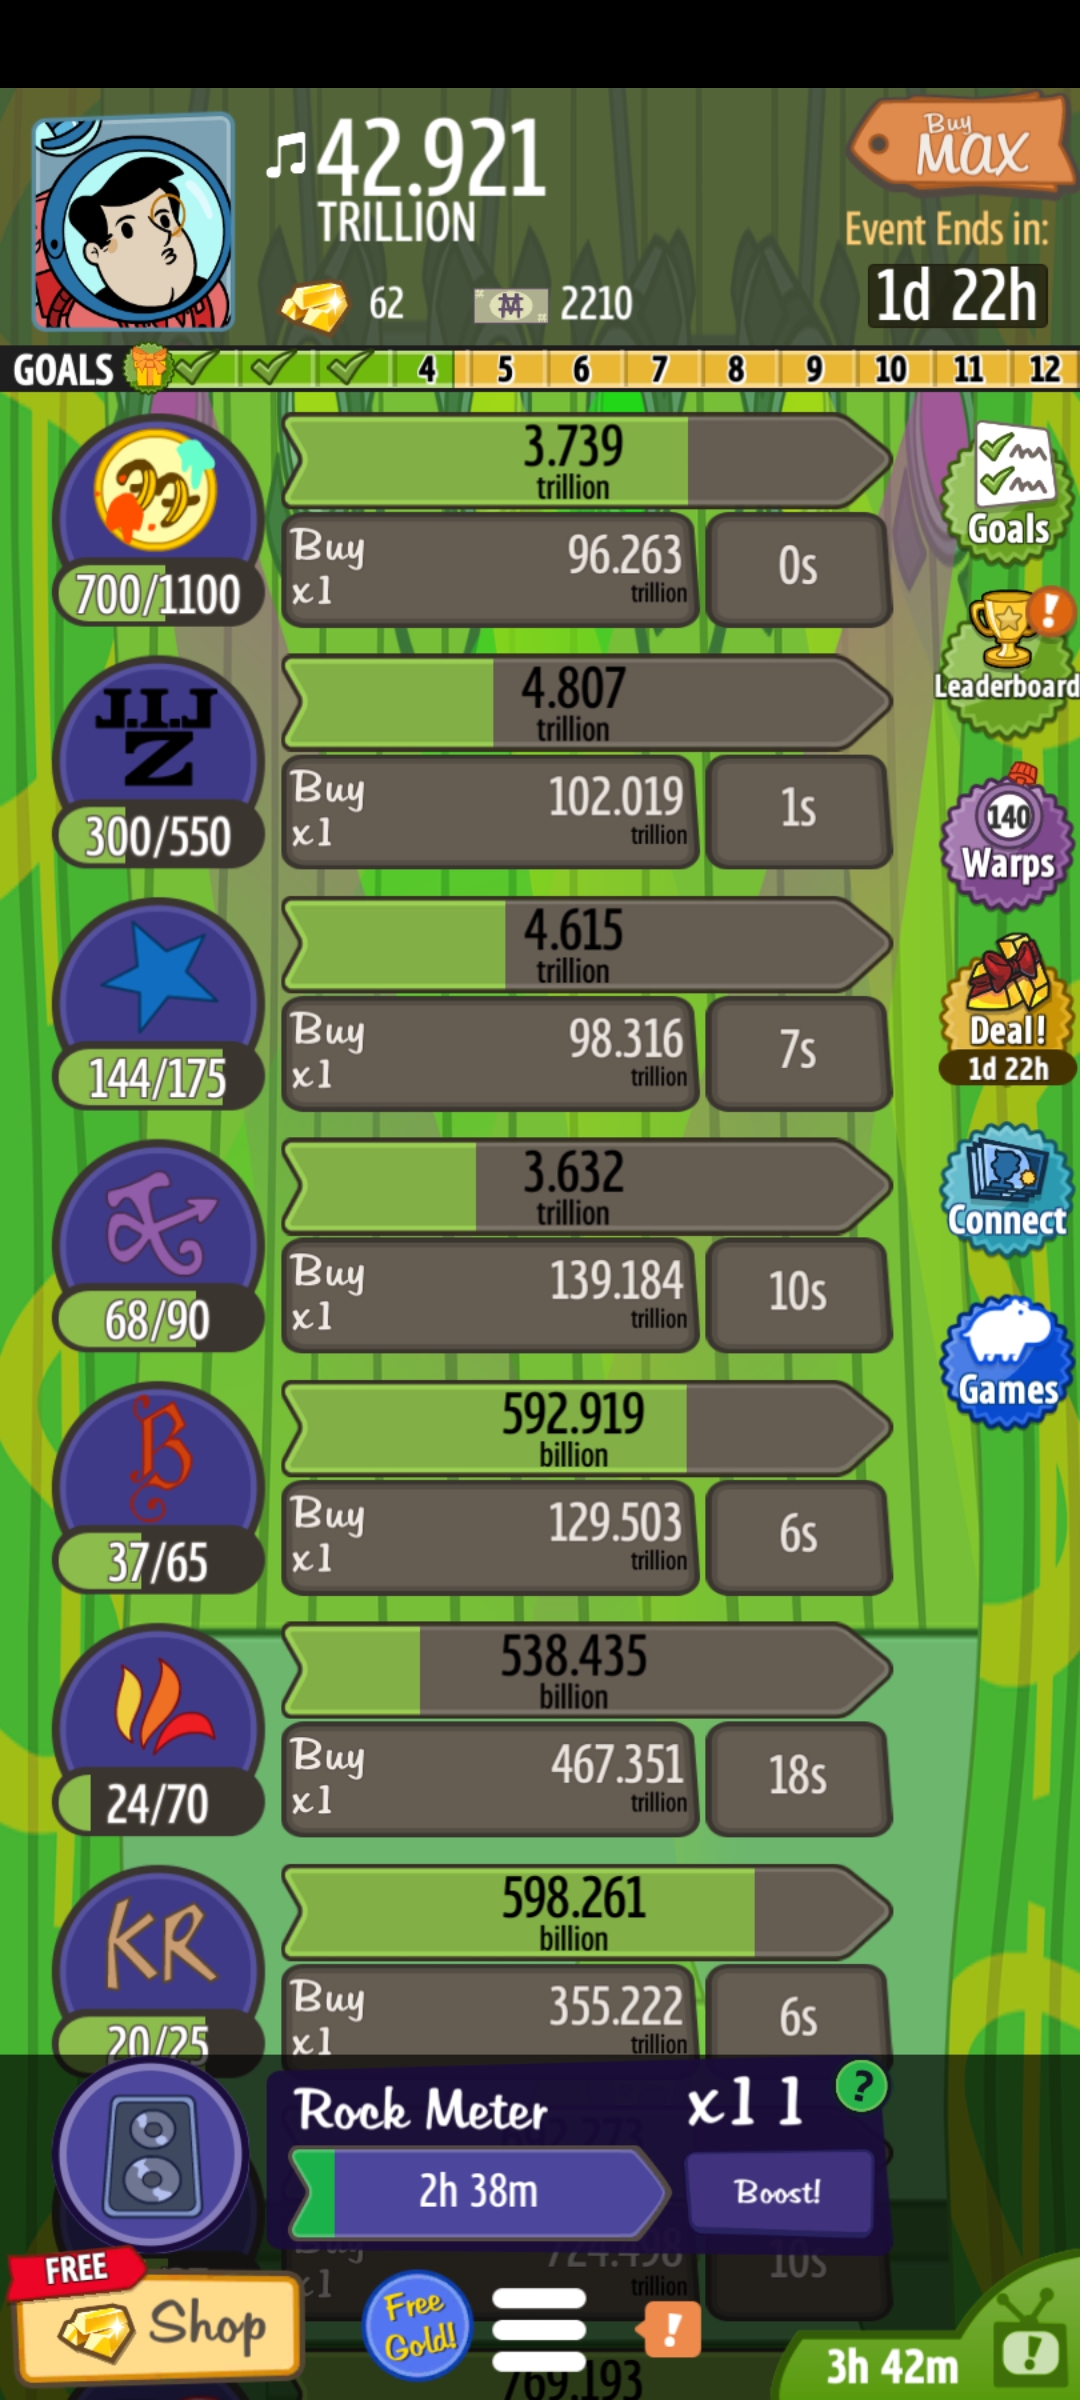 42.921
TRILLION
Buy
MAX
Event Ends in:
1d 22h
62
2210
GOALS
4 5 6 7 8 9 10 11 12
3.739
trillion
700/1100
Buy
x1
96.263
trillion
0s
Goals
Leaderboard
J.I.J
Z
4.807
trillion
300/550
Buy
x1
102.019
trillion
1s
140
Warps
4.615
trillion
144/175
Buy
x1
98.316
trillion
7s
Deal!
1d 22h
3.632
trillion
68/90
Buy
x1
139.184
trillion
10s
Connect
Games
B
592.919
billion
37/65
Buy
x1
129.503
trillion
6s
538.435
billion
24/70
Buy
x1
467.351
trillion
18s
KR
598.261
billion
20/25
Buy
x1
355.222
trillion
6s
Rock Meter
x11
?
2h 38m
Boost!
Buy
x1
724.498
trillion
10s
FREE
Shop
Free
Gold!
!
769.193
3h 42m
!